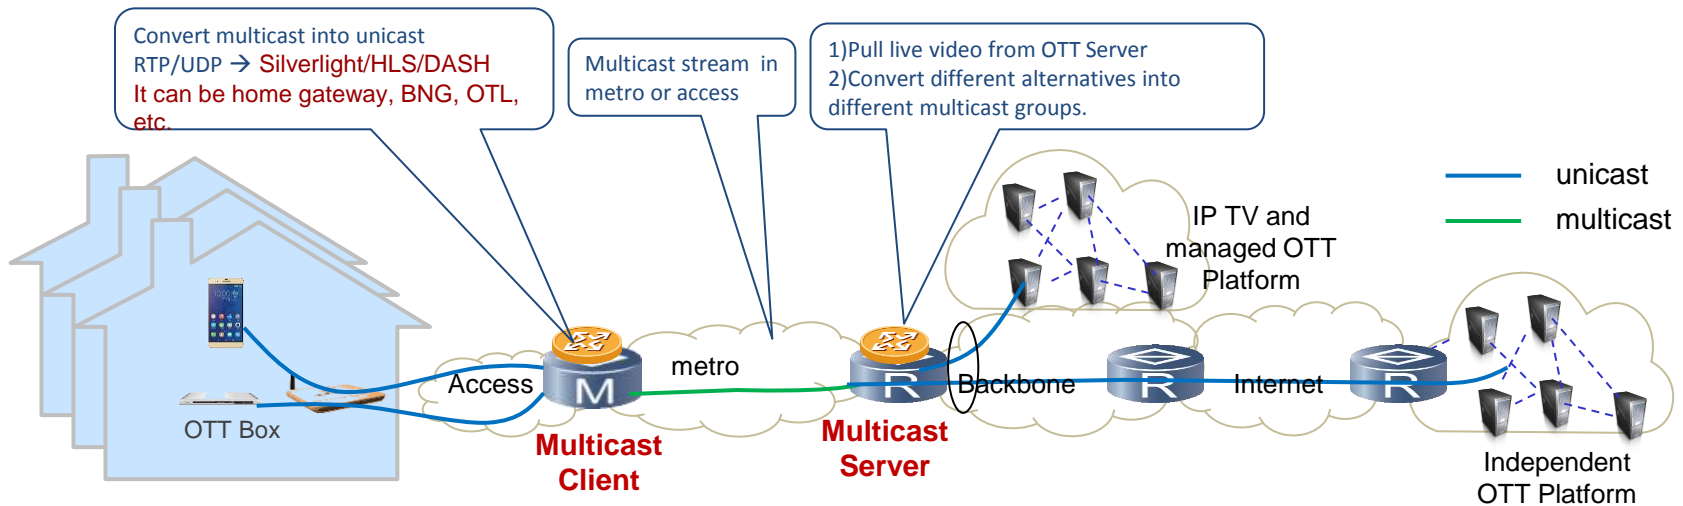 Convert multicast into unicast
RTP/UDP → Silverlight/HLS/DASH
It can be home gateway, BNG, OTL,
etc.
Multicast stream in
metro or access
1)Pull live video from OTT Server
2)Convert different alternatives into
different multicast groups.
unicast
multicast
IP TV and
managed OTT
Platform
OTT Box
Access
M
metro
R
Backbone
R
Internet
R
Multicast
Client
Multicast
Server
Independent
OTT Platform